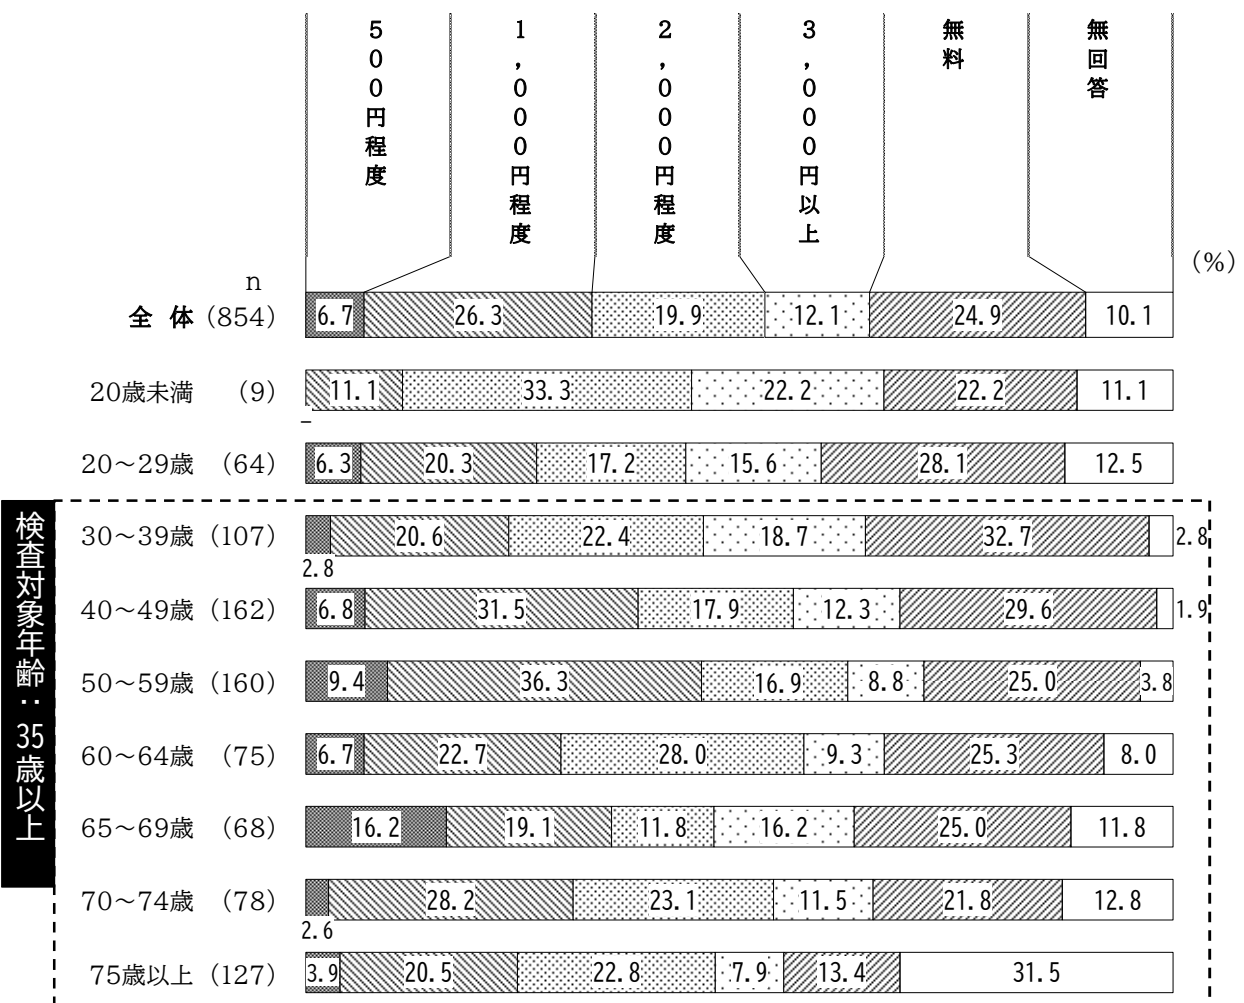 500円程度
1,000円程度
2,000円程度
3,000円以上
無料
無回答
(%)
n
全 体 (854) 6.7 26.3 19.9 12.1 24.9 10.1
20歳未満 (9) 11.1 33.3 22.2 22.2 11.1
–
20～29歳 (64) 6.3 20.3 17.2 15.6 28.1 12.5
検査対象年齢：35歳以上
30～39歳 (107) 20.6 22.4 18.7 32.7 2.8
2.8
40～49歳 (162) 6.8 31.5 17.9 12.3 29.6 1.9
50～59歳 (160) 9.4 36.3 16.9 8.8 25.0 3.8
60～64歳 (75) 6.7 22.7 28.0 9.3 25.3 8.0
65～69歳 (68) 16.2 19.1 11.8 16.2 25.0 11.8
70～74歳 (78) 28.2 23.1 11.5 21.8 12.8
2.6
75歳以上 (127) 3.9 20.5 22.8 7.9 13.4 31.5